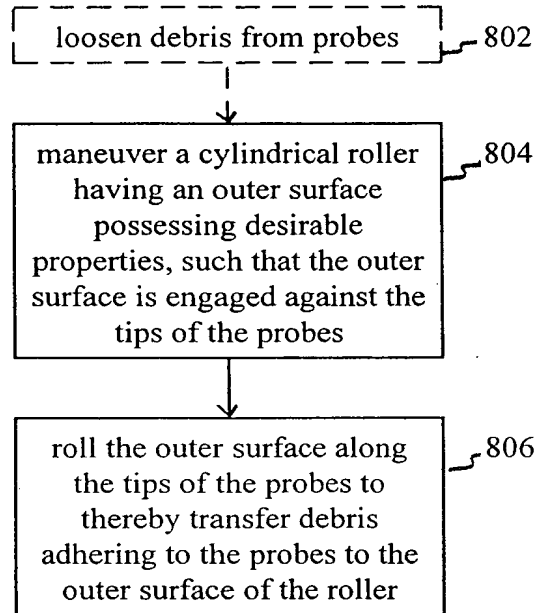 loosen debris from probes
802
maneuver a cylindrical roller
804
having an outer surface
possessing desirable
properties, such that the outer
surface is engaged against the
tips of the probes
roll the outer surface along
806
the tips of the probes to
thereby transfer debris
adhering to the probes to the
outer surface of the roller